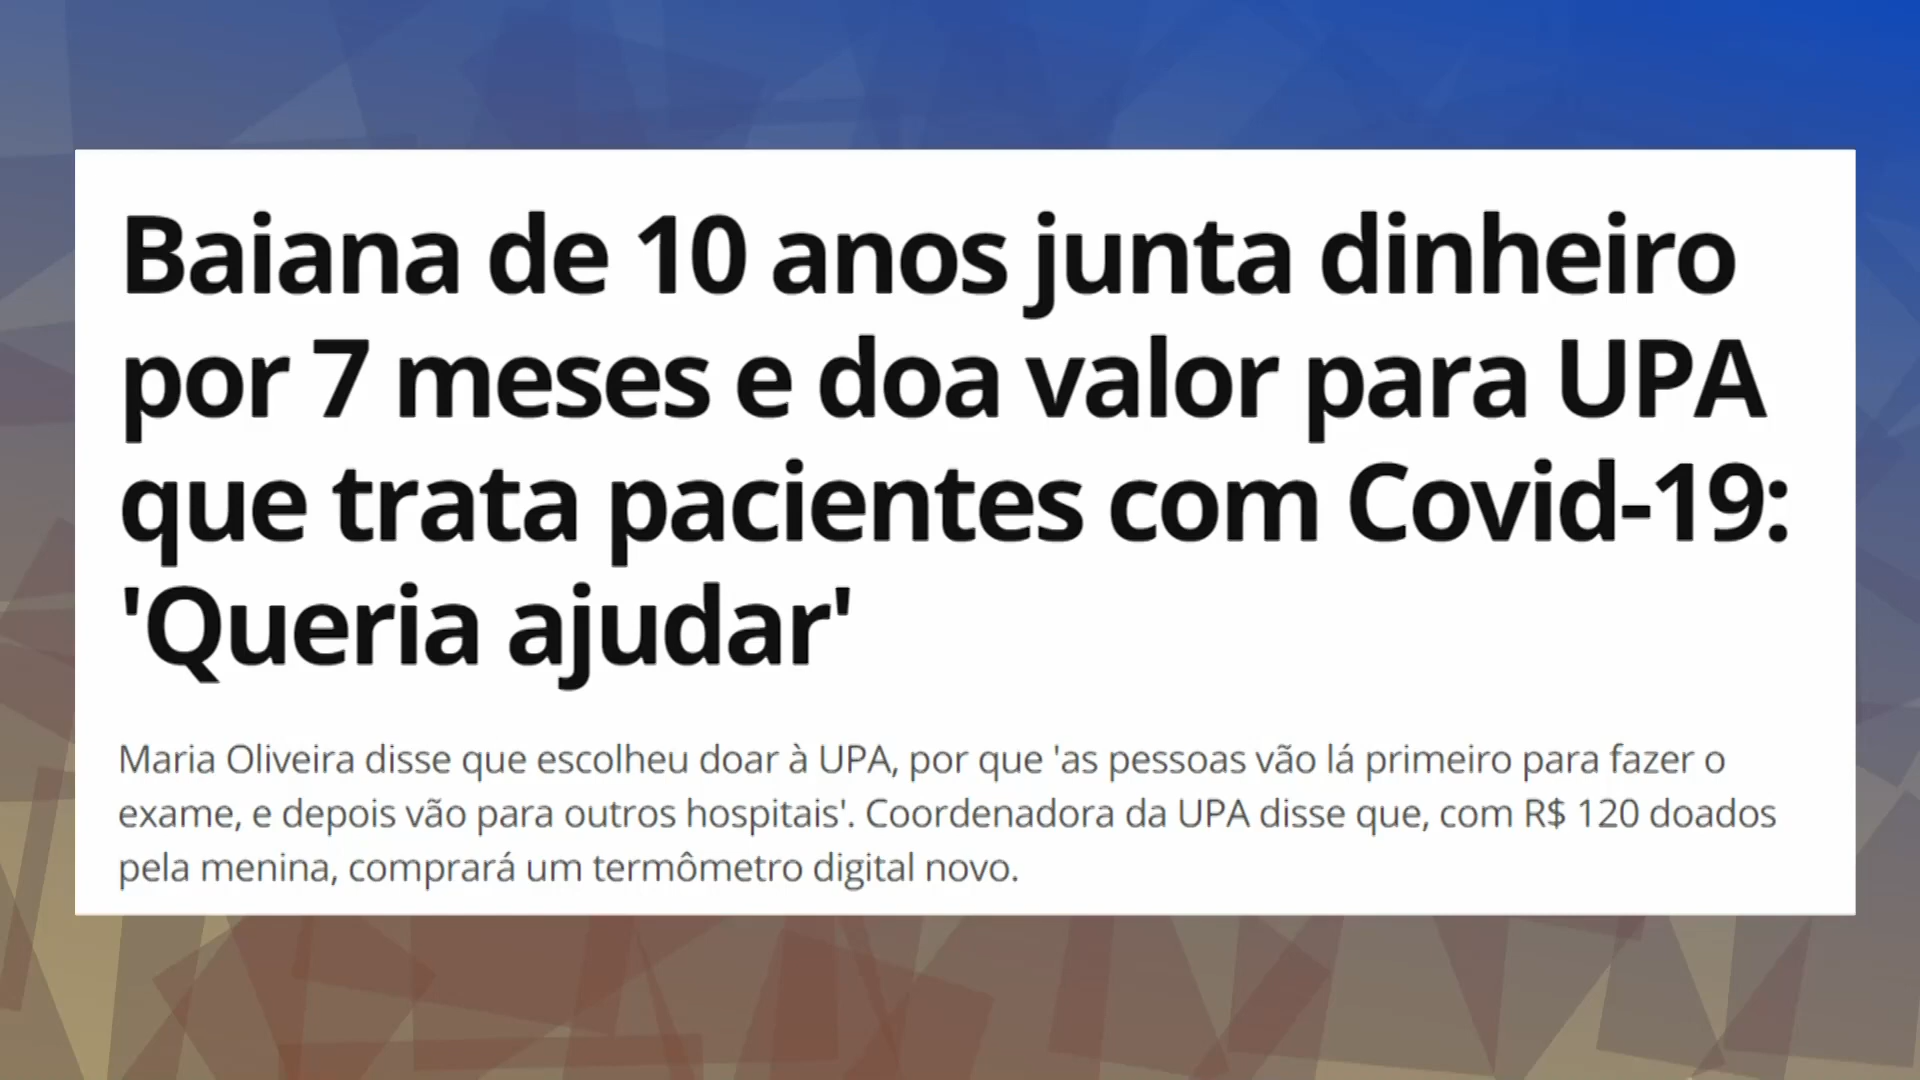 Baiana de 10 anos junta dinheiro
por 7 meses e doa valor para UPA
que trata pacientes com Covid-19:
'Queria ajudar'
Maria Oliveira disse que escolheu doar à UPA, por que 'as pessoas vão lá primeiro para fazer o
exame, e depois vão para outros hospitais'. Coordenadora da UPA disse que, com R$ 120 doados
pela menina, comprará um termômetro digital novo.